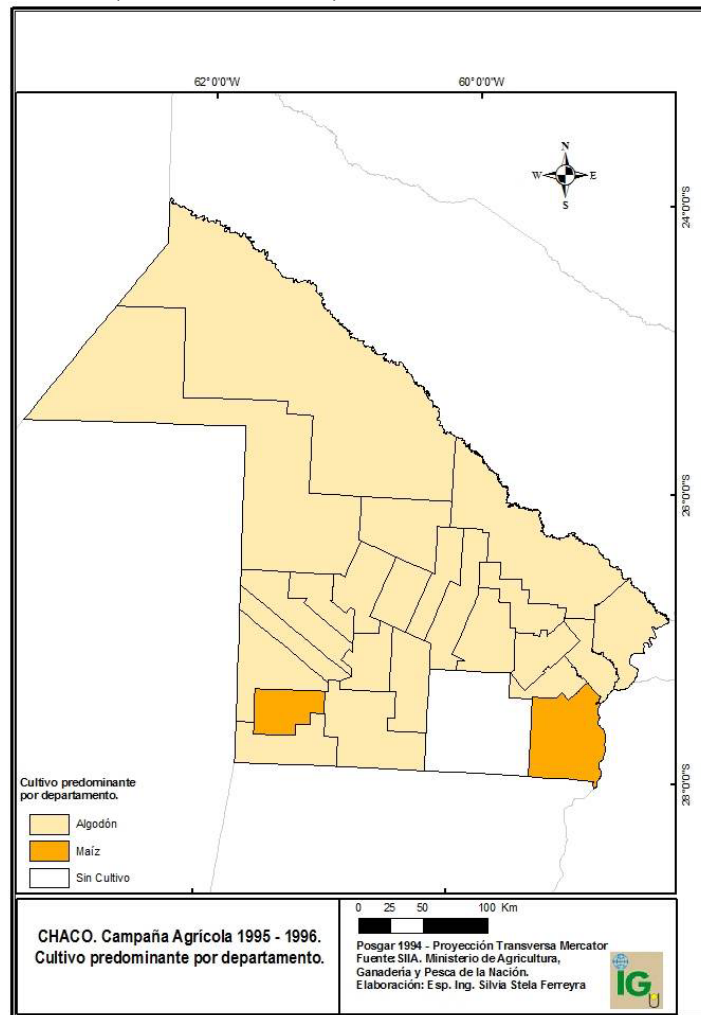 62°0'0"W
60°0'0"W
N
W E
S
24°0'0"S
26°0'0"S
28°0'0"S
Cultivo predominante
por departamento.
Algodón
Maíz
Sin Cultivo
CHACO. Campaña Agrícola 1995 - 1996.
Cultivo predominante por departamento.
0 25 50 100 Km
Posgar 1994 - Proyección Transversa Mercator
Fuente SIIA. Ministerio de Agricultura,
Ganadería y Pesca de la Nación.
Elaboración: Esp. Ing. Silvia Stela Ferreyra
IG